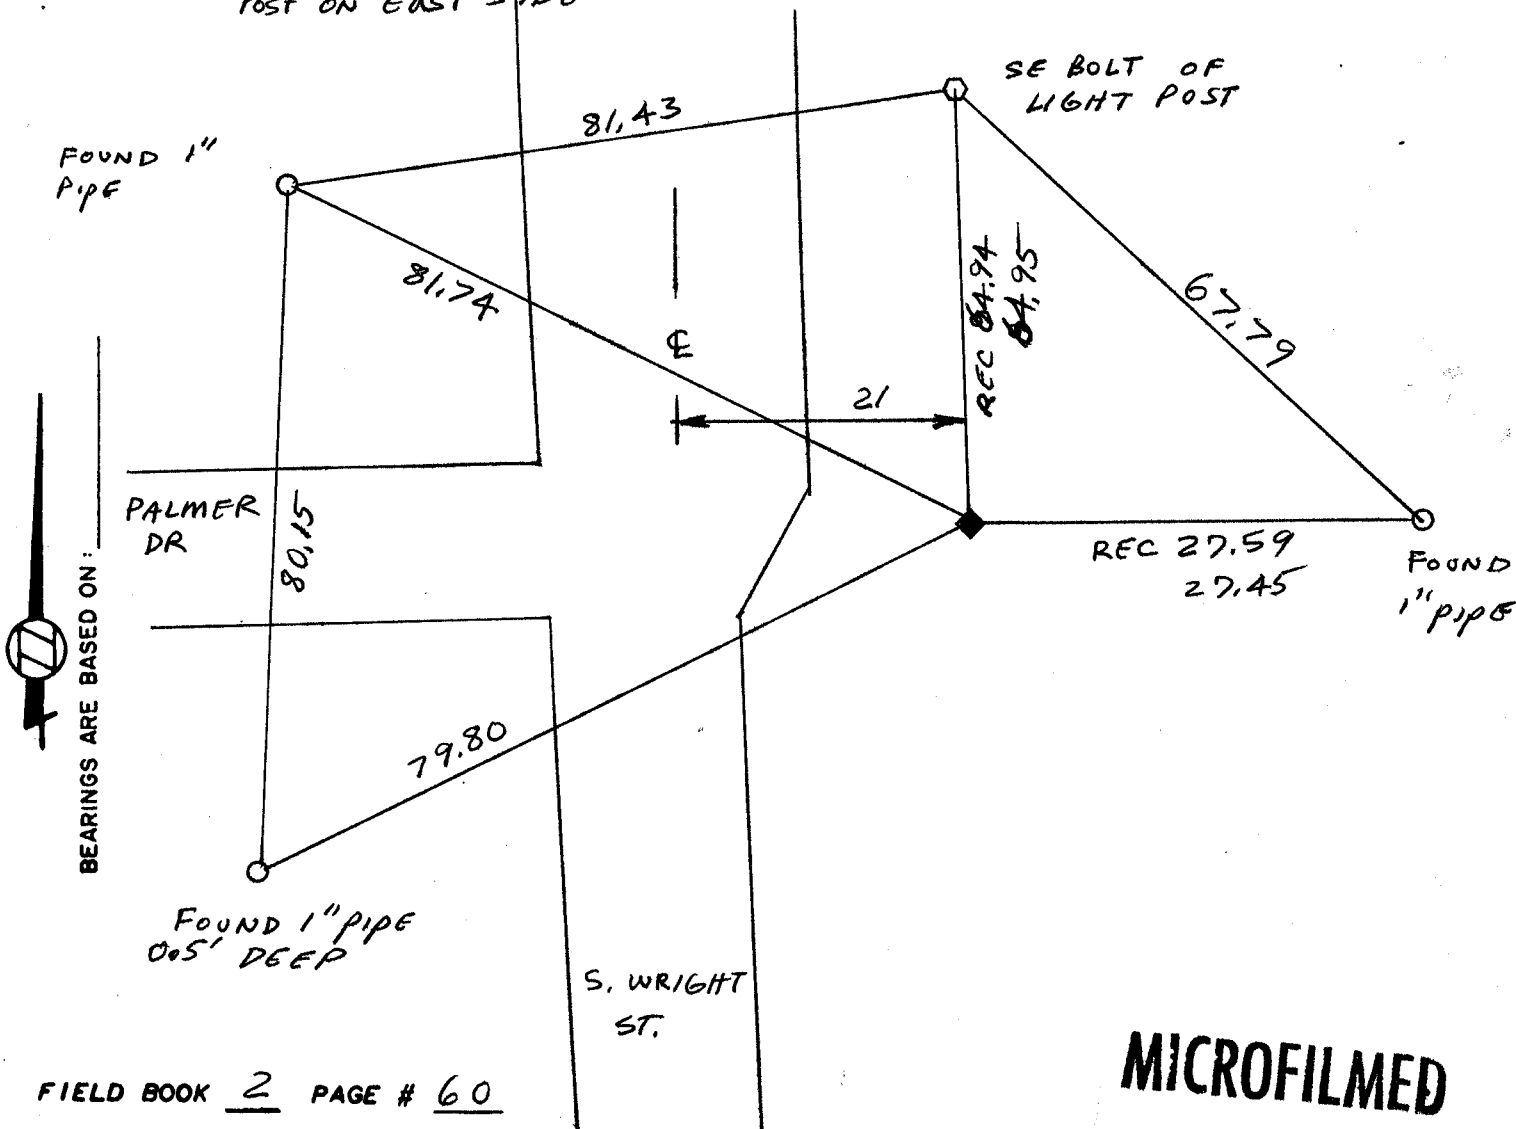 POST ON EAST SIDE
SE BOLT OF
LIGHT POST
81.43
FOUND 1"
PIPE
81.74
REC 54.94
54.95
67.79
℄
21
PALMER
DR
80.15
REC 27.59
27.45
FOUND
1" PIPE
BEARINGS ARE BASED ON:
79.80
FOUND 1" PIPE
0.5' DEEP
S. WRIGHT
ST.
FIELD BOOK 2 PAGE # 60
MICROFILMED